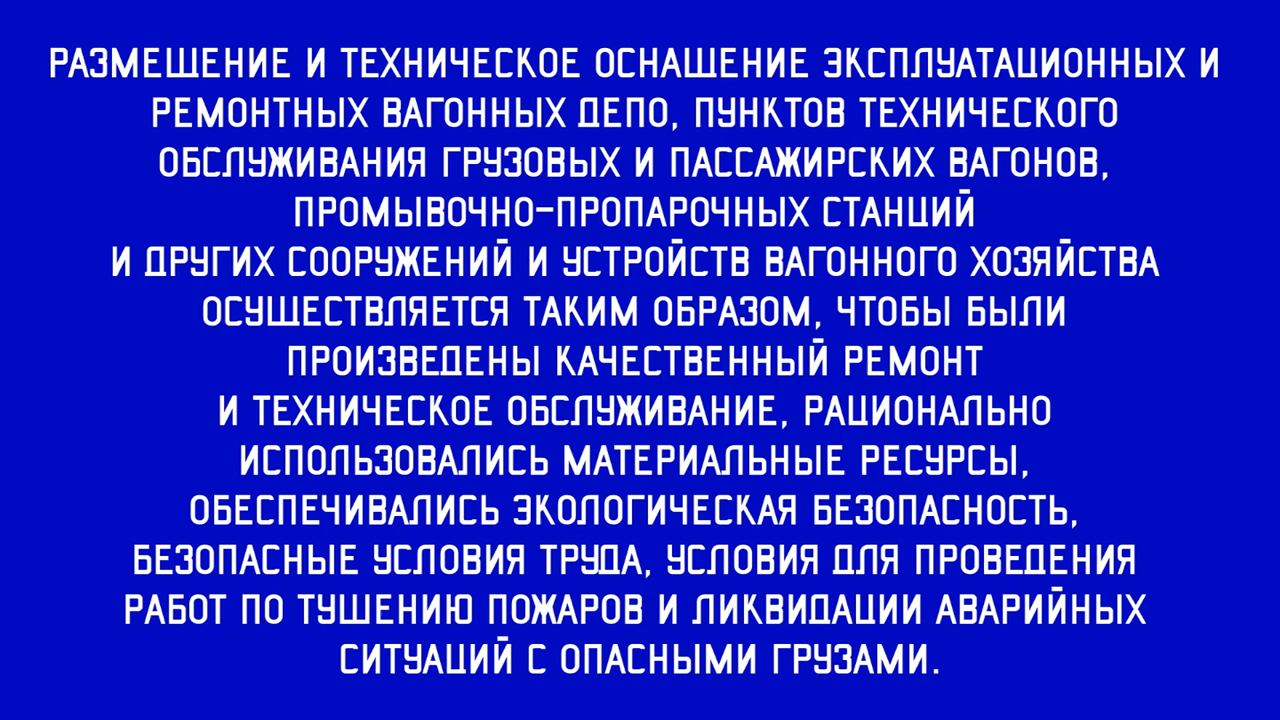 РАЗМЕЩЕНИЕ И ТЕХНИЧЕСКОЕ ОСНАЩЕНИЕ ЭКСПЛУАТАЦИОННЫХ И
РЕМОНТНЫХ ВАГОННЫХ ДЕПО, ПУНКТОВ ТЕХНИЧЕСКОГО
ОБСЛУЖИВАНИЯ ГРУЗОВЫХ И ПАССАЖИРСКИХ ВАГОНОВ,
ПРОМЫВОЧНО-ПРОПАРОЧНЫХ СТАНЦИЙ
И ДРУГИХ СООРУЖЕНИЙ И УСТРОЙСТВ ВАГОННОГО ХОЗЯЙСТВА
ОСУЩЕСТВЛЯЕТСЯ ТАКИМ ОБРАЗОМ, ЧТОБЫ БЫЛИ
ПРОИЗВЕДЕНЫ КАЧЕСТВЕННЫЙ РЕМОНТ
И ТЕХНИЧЕСКОЕ ОБСЛУЖИВАНИЕ, РАЦИОНАЛЬНО
ИСПОЛЬЗОВАЛИСЬ МАТЕРИАЛЬНЫЕ РЕСУРСЫ,
ОБЕСПЕЧИВАЛИСЬ ЭКОЛОГИЧЕСКАЯ БЕЗОПАСНОСТЬ,
БЕЗОПАСНЫЕ УСЛОВИЯ ТРУДА, УСЛОВИЯ ДЛЯ ПРОВЕДЕНИЯ
РАБОТ ПО ТУШЕНИЮ ПОЖАРОВ И ЛИКВИДАЦИИ АВАРИЙНЫХ
СИТУАЦИЙ С ОПАСНЫМИ ГРУЗАМИ.